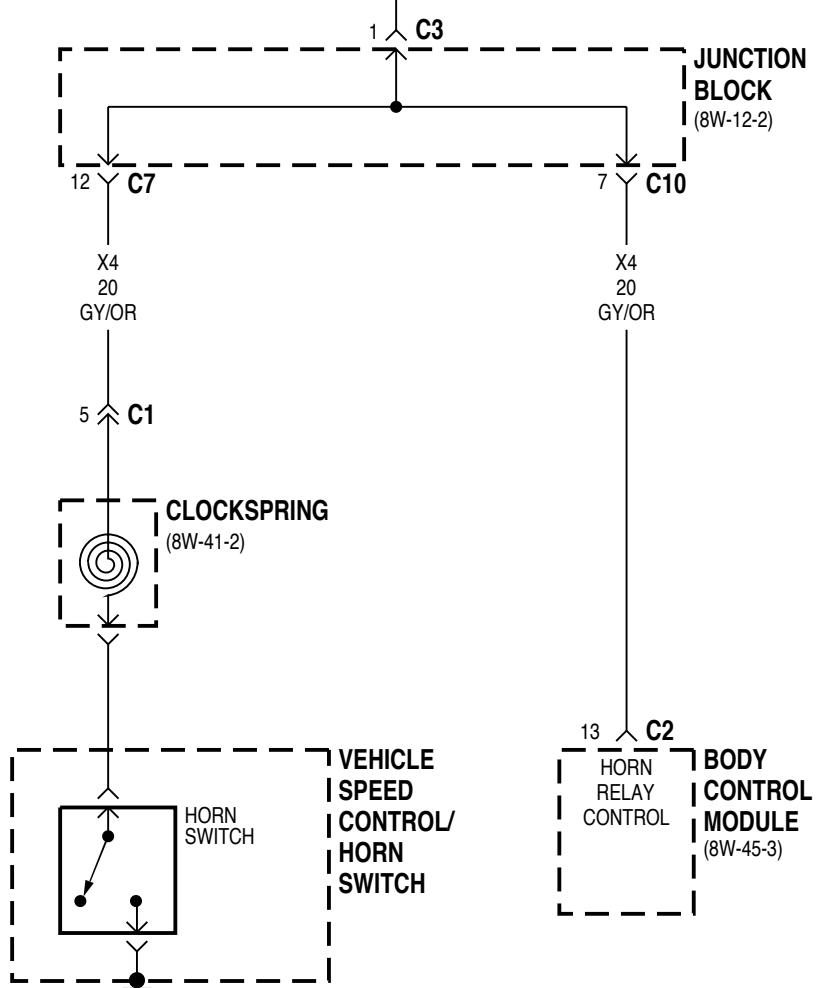 1 C3
JUNCTION
BLOCK
(8W-12-2)
12 C7
7 C10
X4
20
GY/OR
X4
20
GY/OR
5 C1
CLOCKSPRING
(8W-41-2)
13 C2
VEHICLE
SPEED
CONTROL/
HORN
SWITCH
HORN
SWITCH
HORN
RELAY
CONTROL
BODY
CONTROL
MODULE
(8W-45-3)